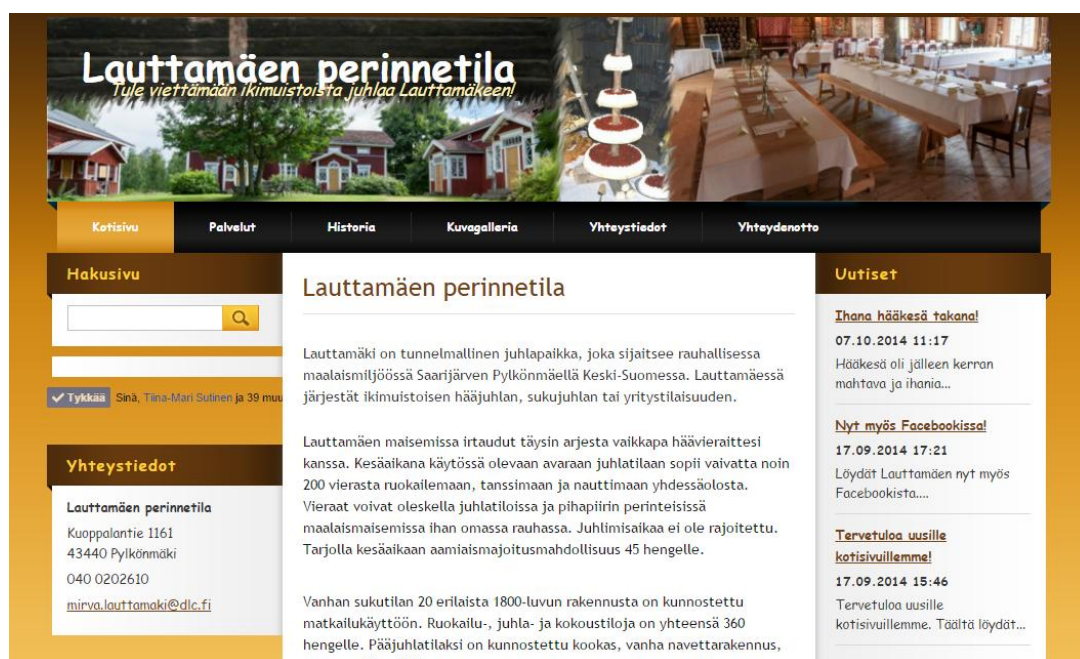 Lauttamäen perinnetila
Tule viettämään ikimuistoista juhlaa Lauttamäkeen!
Kotisivu
Palvelut
Historia
Kuvagalleria
Yhteystiedot
Yhteydenotto
Hakusivu
✓ Tykkää Sinä, Tiina-Mari Sutinen ja 39 muu
Yhteystiedot
Lauttamäen perinnetila
Kuoppalantie 1161
43440 Pylkönmäki
040 0202610
mirva.lauttamaki@dlc.fi
Lauttamäen perinnetila
Lauttamäki on tunnelmallinen juhlapaikka, joka sijaitsee rauhallisessa
maalaismiljöössä Saarijärven Pylkönmäellä Keski-Suomessa. Lauttamäessä
järjestät ikimuistoisen hääjuhlan, sukujuhlan tai yritystilaisuuden.
Lauttamäen maisemissa irtaudut täysin arjesta vaikkapa häävieraittesi
kanssa. Kesäaikana käytössä olevaan avaraan juhlatilaan sopii vaivatta noin
200 vierasta ruokailemaan, tanssimaan ja nauttimaan yhdessäolosta.
Vieraat voivat oleskella juhlatiloissa ja pihapiirin perinteisissä
maalaismaisemissa ihan omassa rauhassa. Juhlimisaikaa ei ole rajoitettu.
Tarjolla kesäaikaan aamiaismajoitusmahdollisuus 45 hengelle.
Vanhan sukutilan 20 erilaista 1800-luvun rakennusta on kunnostettu
matkailukäyttöön. Ruokailu-, juhla- ja kokoustiloja on yhteensä 360
hengelle. Pääjuhlatilaksi on kunnostettu kookas, vanha navettarakennus,
Uutiset
Ihana hääkesä takana!
07.10.2014 11:17
Hääkesä oli jälleen kerran
mahtava ja ihania...
Nyt myös Facebookissa!
17.09.2014 17:21
Löydät Lauttamäen nyt myös
Facebookista....
Tervetuloa uusille
kotisivuillemme!
17.09.2014 15:46
Tervetuloa uusille
kotisivuillemme. Täältä löydät...